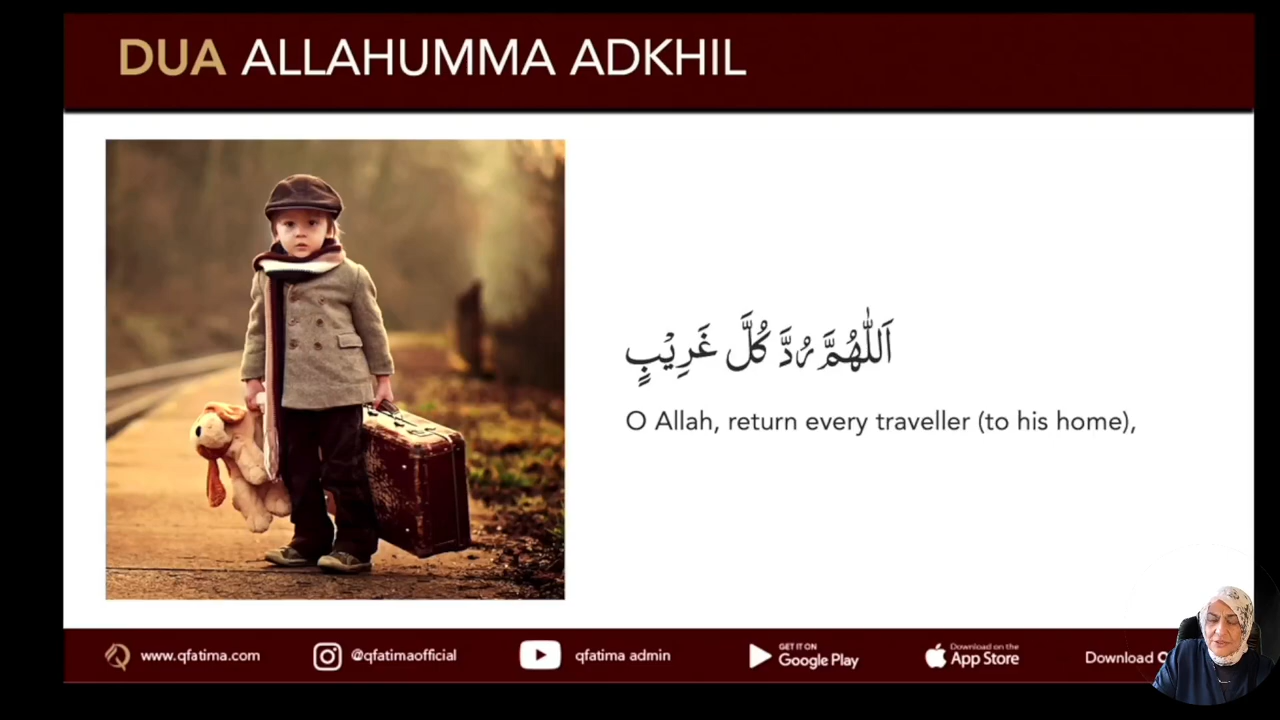 DUA ALLAHUMMA ADKHIL
اَللّٰهُمَّ رُدَّ كُلَّ غَرِيْبٍ
O Allah, return every traveller (to his home),
www.qfatima.com
@qfatimaofficial
qfatima admin
GET IT ON
Google Play
Download on the
App Store
Download